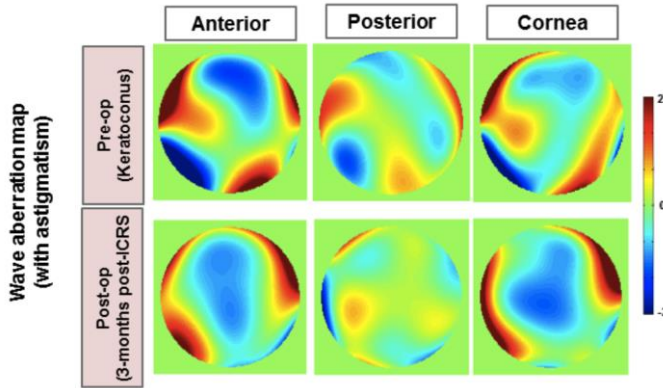 Anterior
Posterior
Cornea
Wave aberration map
(with astigmatism)
Pre-op
(Keratoconus)
Post-op
(3-months post-ICRS)
2
0